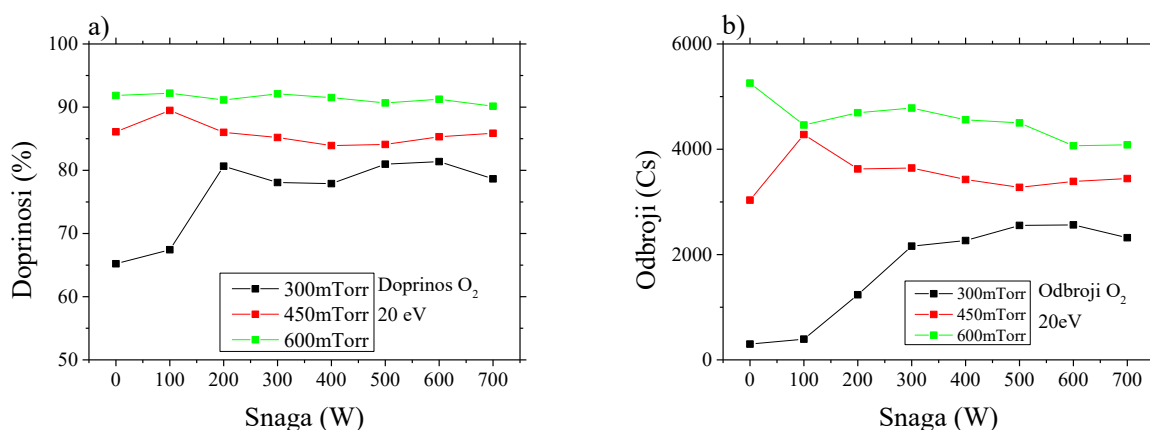 a)
100
90
80
70
60
50
Doprinosi (%)
300mTorr
450mTorr
600mTorr
Doprinos O₂
20 eV
0 100 200 300 400 500 600 700
Snaga (W)
b)
6000
4000
2000
0
Odbroji (Cs)
300mTorr
450mTorr
600mTorr
Odbroji O₂
20eV
0 100 200 300 400 500 600 700
Snaga (W)